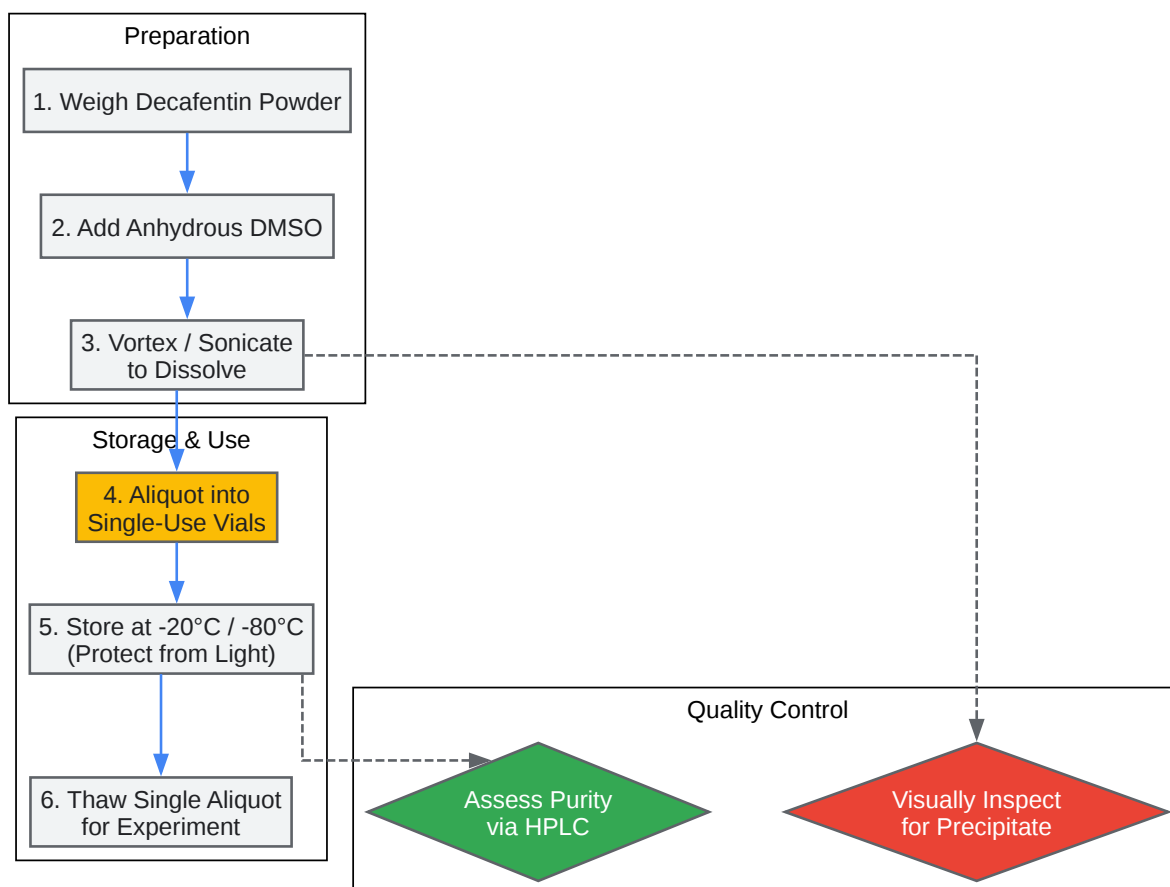 Preparation
1. Weigh Decafentin Powder
2. Add Anhydrous DMSO
3. Vortex / Sonicate
to Dissolve
Storage & Use
4. Aliquot into
Single-Use Vials
5. Store at -20°C / -80°C
(Protect from Light)
6. Thaw Single Aliquot
for Experiment
Quality Control
Assess Purity
via HPLC
Visually Inspect
for Precipitate